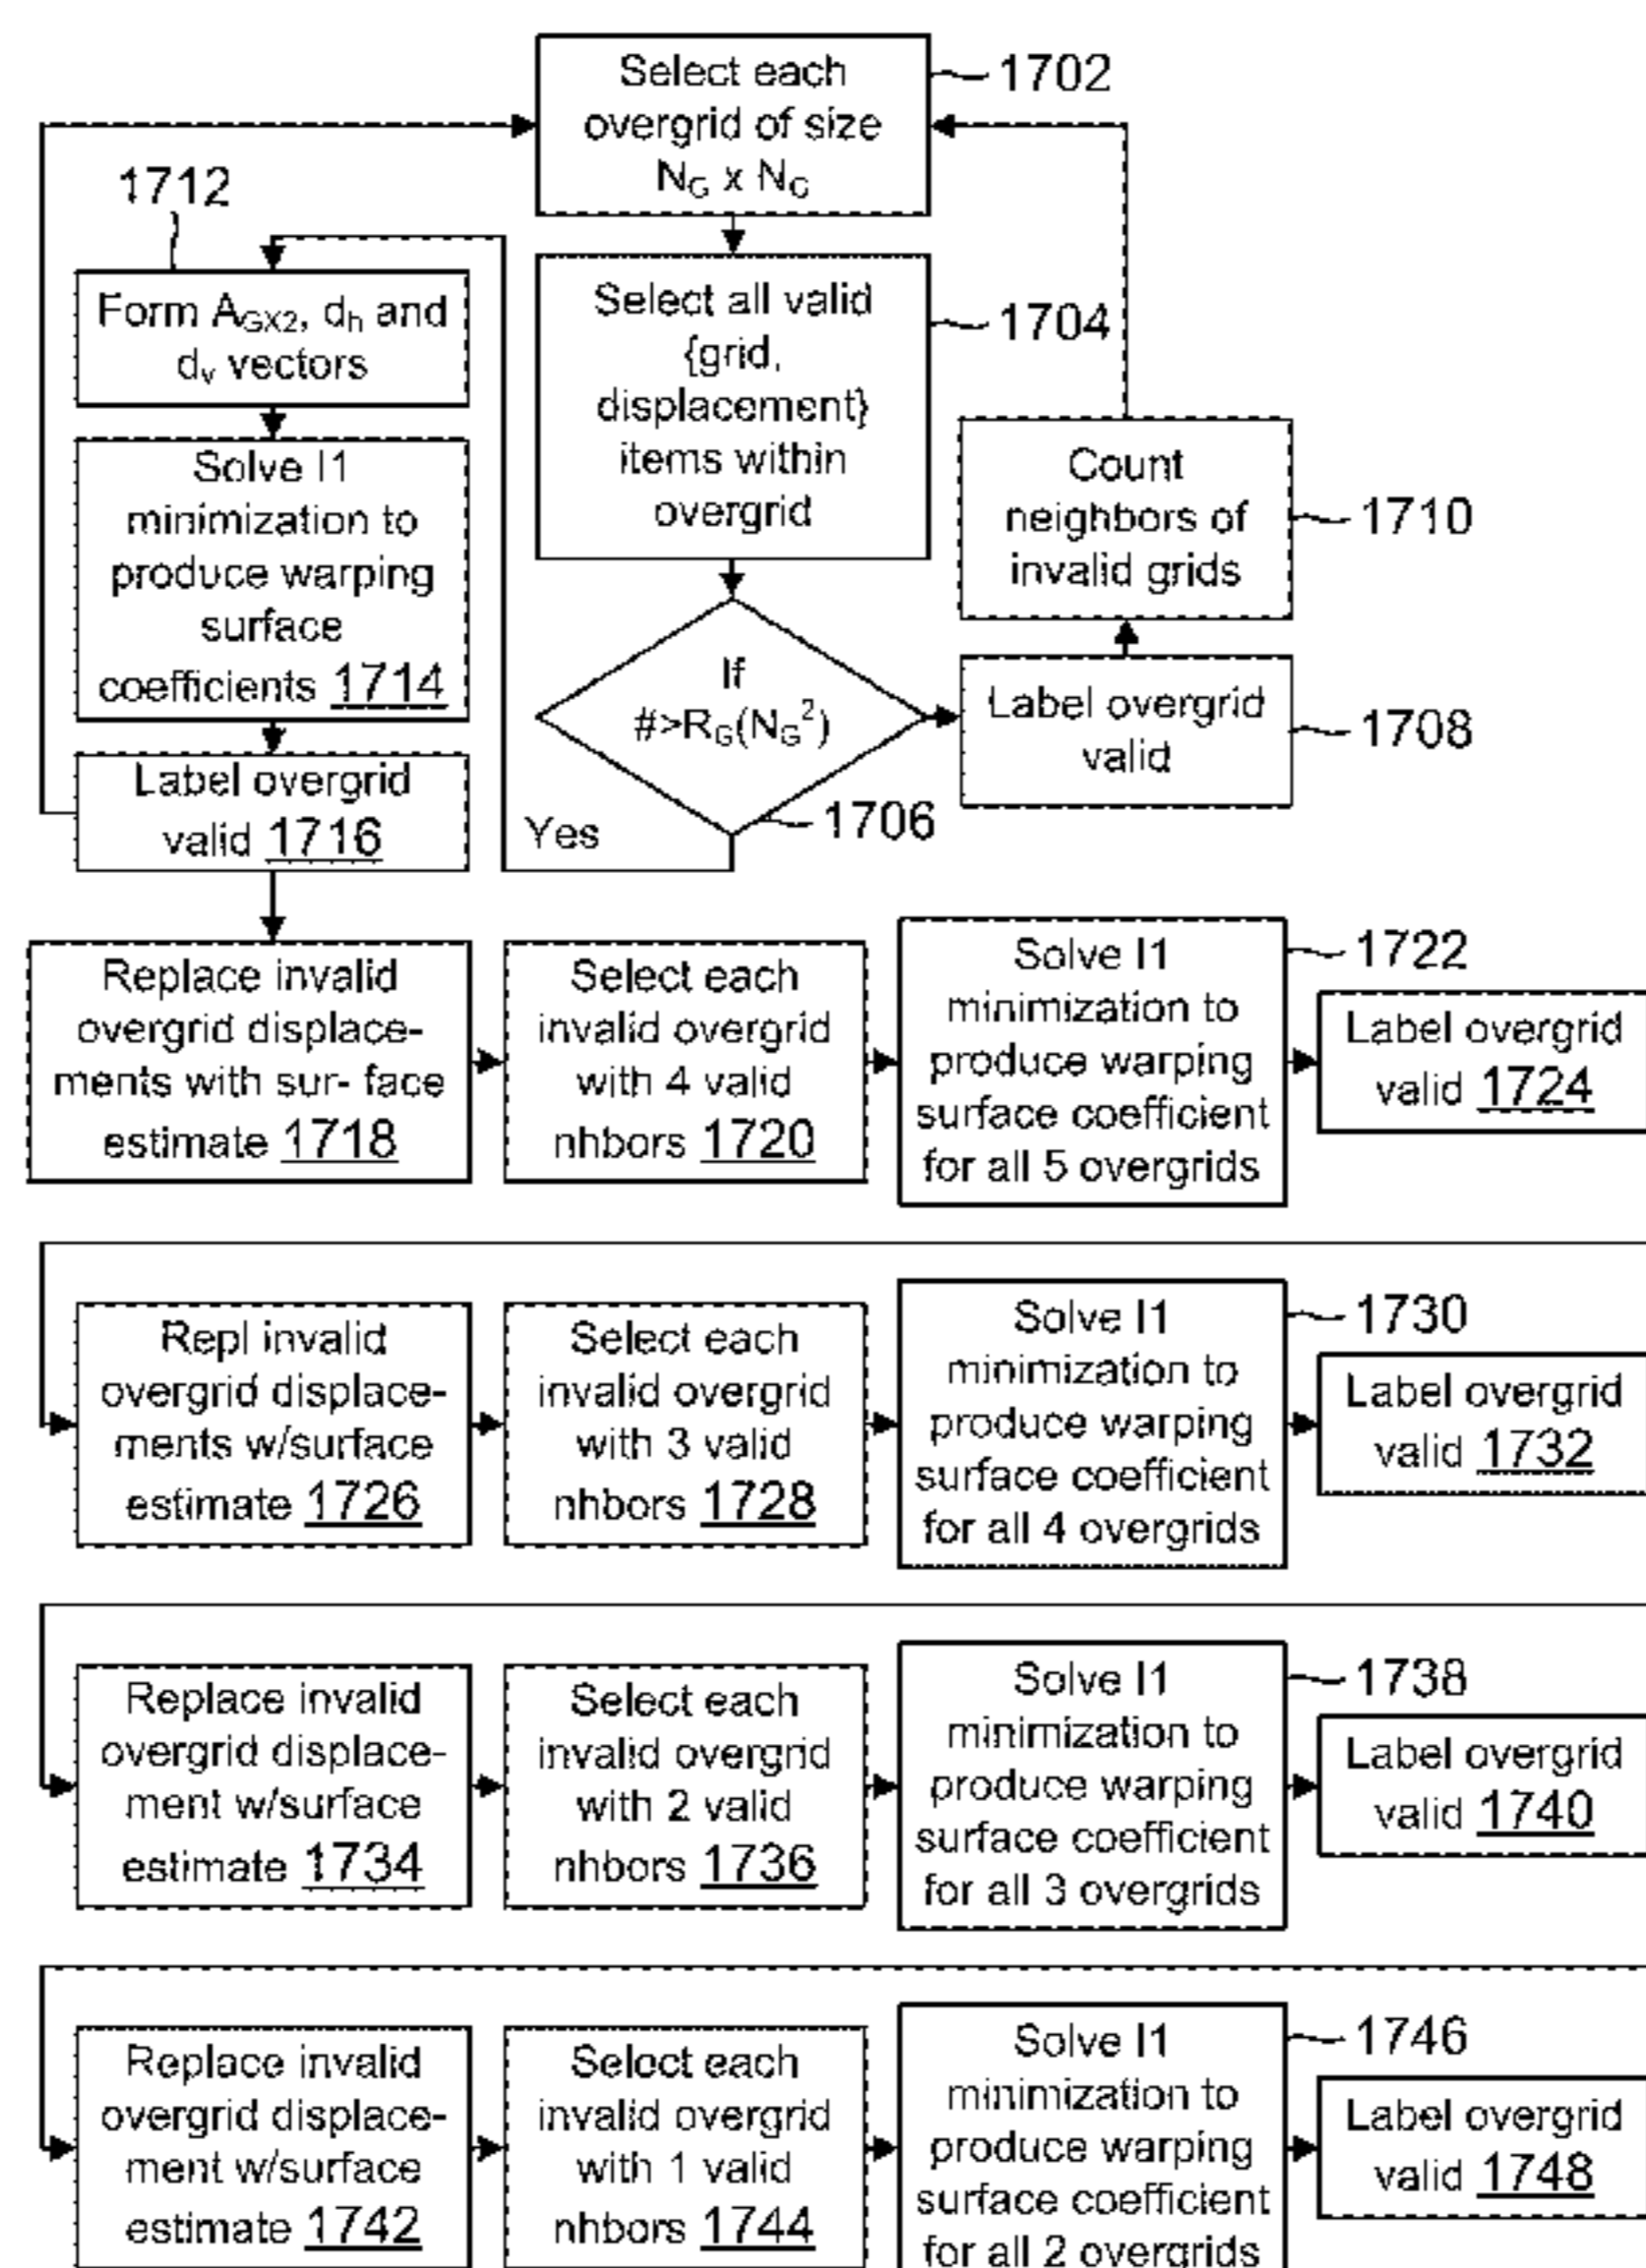 Select each
overgrid of size
NG x NG
1702
1712
Form AGX2, dh and
dv vectors
Select all valid
{grid,
displacement}
items within
overgrid
1704
Solve l1
minimization to
produce warping
surface
coefficients 1714
Count
neighbors of
invalid grids
1710
If
#>RG(NG2)
1706
Yes
Label overgrid
valid
1708
Label overgrid
valid 1716
Replace invalid
overgrid displace-
ments with sur- face
estimate 1718
Select each
invalid overgrid
with 4 valid
nhbors 1720
Solve l1
minimization to
produce warping
surface coefficient
for all 5 overgrids
1722
Label overgrid
valid 1724
Repl invalid
overgrid displace-
ments w/surface
estimate 1726
Select each
invalid overgrid
with 3 valid
nhbors 1728
Solve l1
minimization to
produce warping
surface coefficient
for all 4 overgrids
1730
Label overgrid
valid 1732
Replace invalid
overgrid displace-
ment w/surface
estimate 1734
Select each
invalid overgrid
with 2 valid
nhbors 1736
Solve l1
minimization to
produce warping
surface coefficient
for all 3 overgrids
1738
Label overgrid
valid 1740
Replace invalid
overgrid displace-
ment w/surface
estimate 1742
Select each
invalid overgrid
with 1 valid
nhbors 1744
Solve l1
minimization to
produce warping
surface coefficient
for all 2 overgrids
1746
Label overgrid
valid 1748